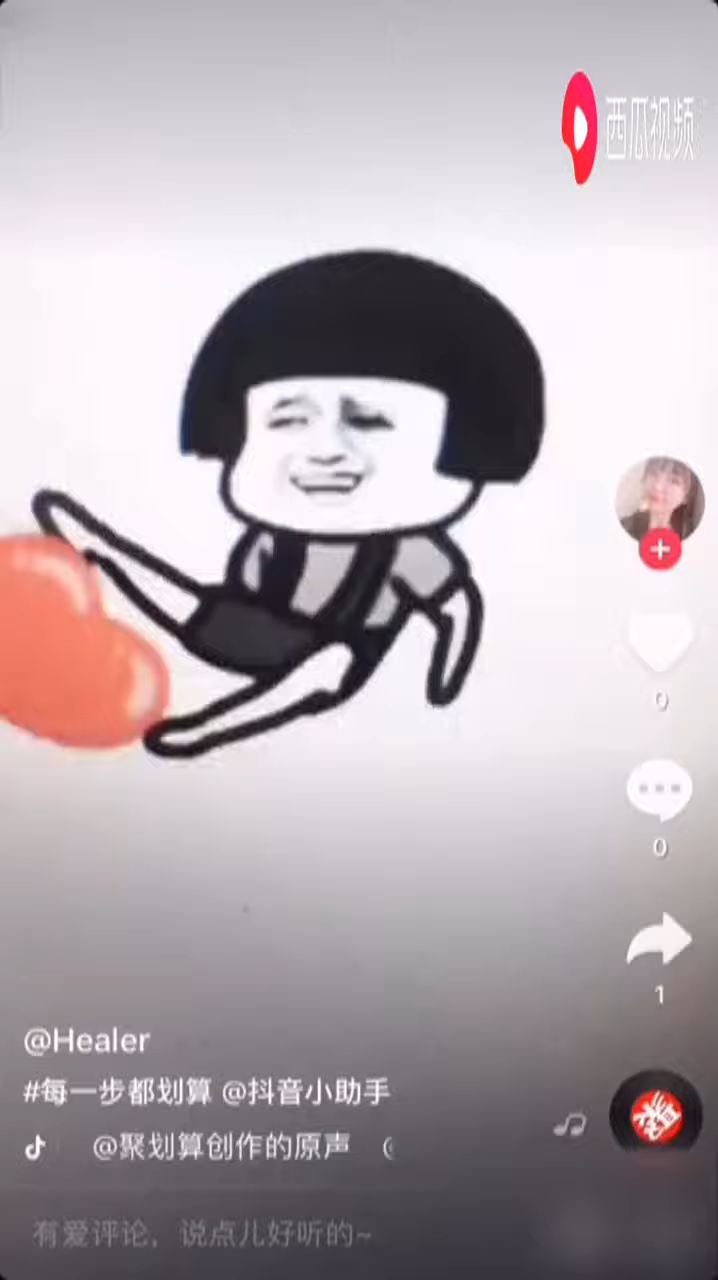 西瓜视频
0
0
1
@Healer
#每一步都划算 @抖音小助手
@聚划算创作的原声
有爱评论，说点儿好听的~